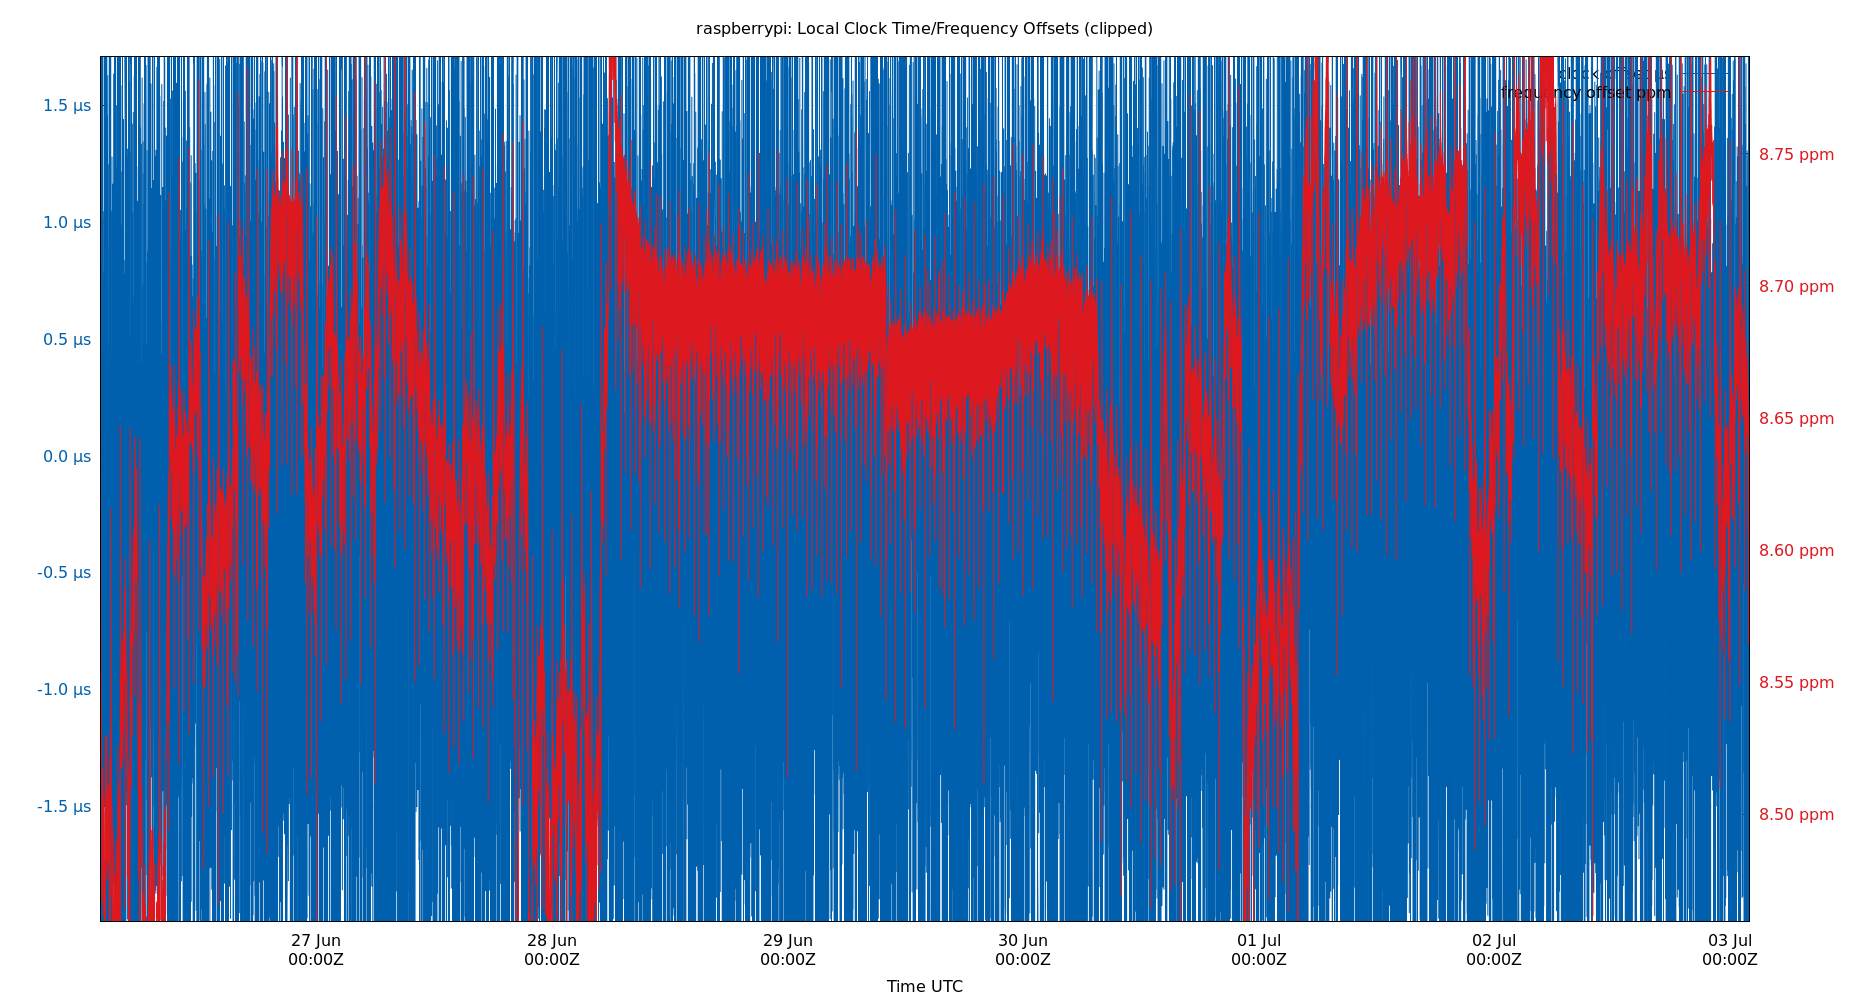 raspberrypi: Local Clock Time/Frequency Offsets (clipped)
clock offset µs
frequency offset ppm
1.5 µs
1.0 µs
0.5 µs
0.0 µs
-0.5 µs
-1.0 µs
-1.5 µs
8.75 ppm
8.70 ppm
8.65 ppm
8.60 ppm
8.55 ppm
8.50 ppm
27 Jun 28 Jun 29 Jun 30 Jun 01 Jul 02 Jul 03 Jul
00:00Z 00:00Z 00:00Z 00:00Z 00:00Z 00:00Z 00:00Z
Time UTC